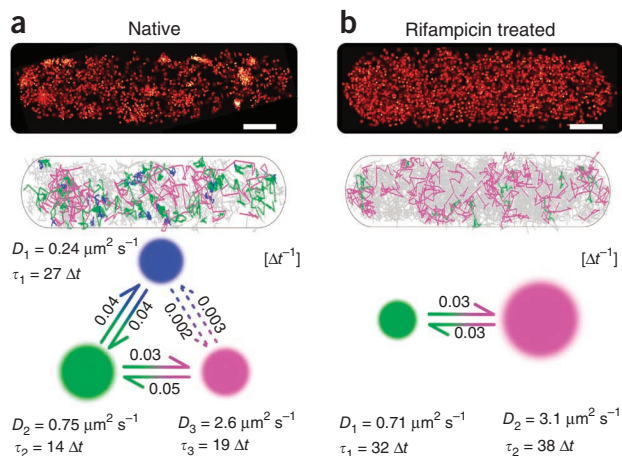 a
Native
b
Rifampicin treated
D₁ = 0.24 μm² s⁻¹
τ₁ = 27 Δt
[Δt⁻¹]
0.04
0.04
0.002
0.003
0.03
0.05
D₂ = 0.75 μm² s⁻¹
τ₂ = 14 Δt
D₃ = 2.6 μm² s⁻¹
τ₃ = 19 Δt
[Δt⁻¹]
0.03
0.03
D₁ = 0.71 μm² s⁻¹
τ₁ = 32 Δt
D₂ = 3.1 μm² s⁻¹
τ₂ = 38 Δt